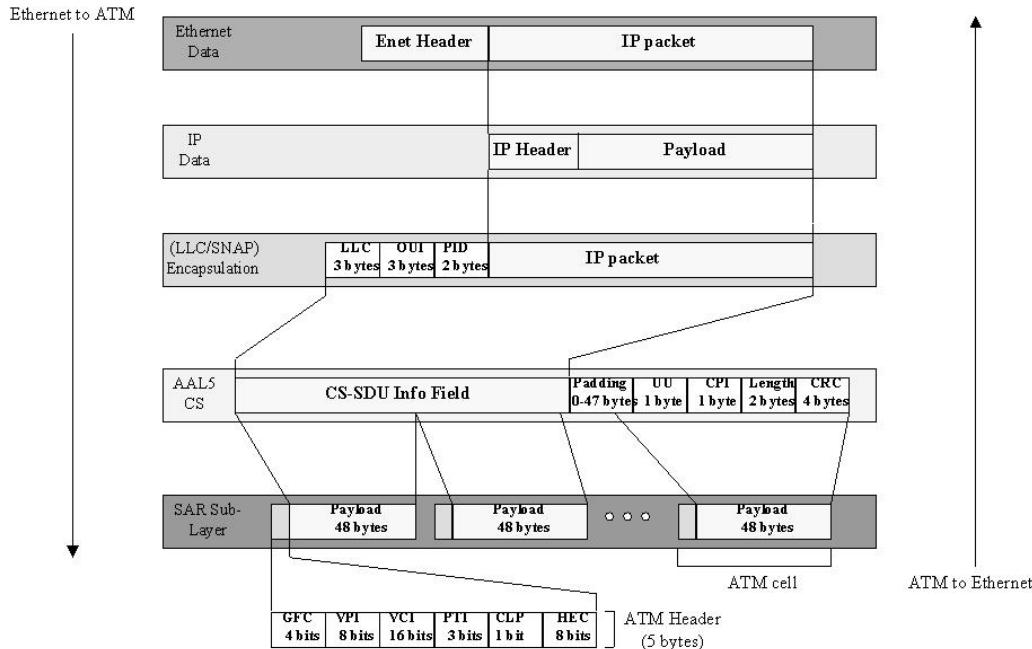 Ethernet to ATM
Ethernet
Data
Enet Header
IP packet
IP
Data
IP Header
Payload
(LLC/SNAP)
Encapsulation
LLC
3 bytes
OUI
3 bytes
PID
2 bytes
IP packet
AAL5
CS
CS-SDU Info Field
Padding
0-47 bytes
UU
1 byte
CPI
1 byte
Length
2 bytes
CRC
4 bytes
SAR Sub-
Layer
Payload
48 bytes
Payload
48 bytes
Payload
48 bytes
ATM cell
ATM to Ethernet
GFC
4 bits
VPI
8 bits
VCI
16 bits
PTI
3 bits
CLP
1 bit
HEC
8 bits
ATM Header
(5 bytes)